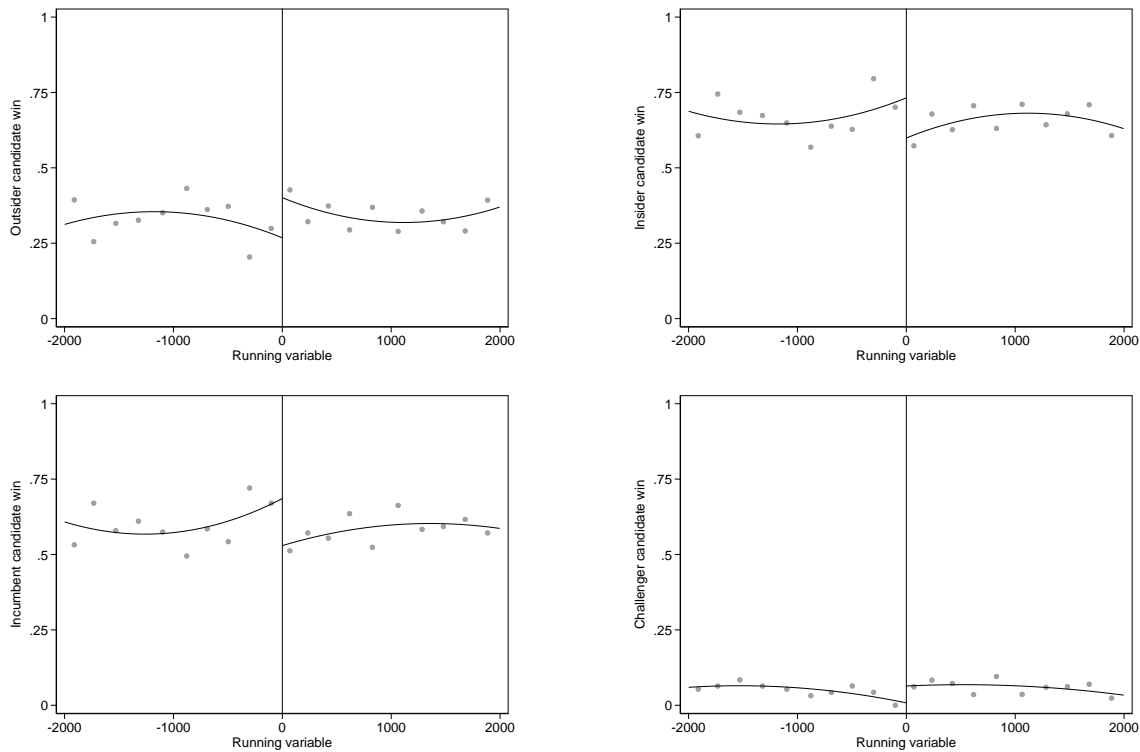 Outsider candidate win
1
.75
.5
.25
0
-2000 -1000 0 1000 2000
Running variable
Insider candidate win
1
.75
.5
.25
0
-2000 -1000 0 1000 2000
Running variable
Incumbent candidate win
1
.75
.5
.25
0
-2000 -1000 0 1000 2000
Running variable
Challenger candidate win
1
.75
.5
.25
0
-2000 -1000 0 1000 2000
Running variable